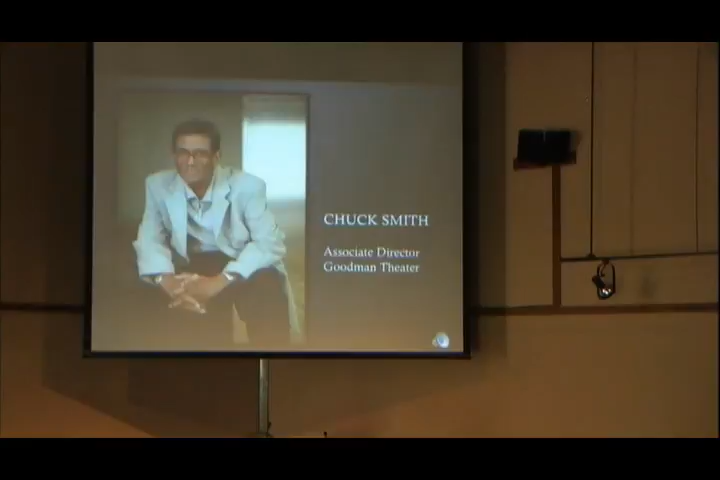 CHUCK SMITH
Associate Director
Goodman Theater